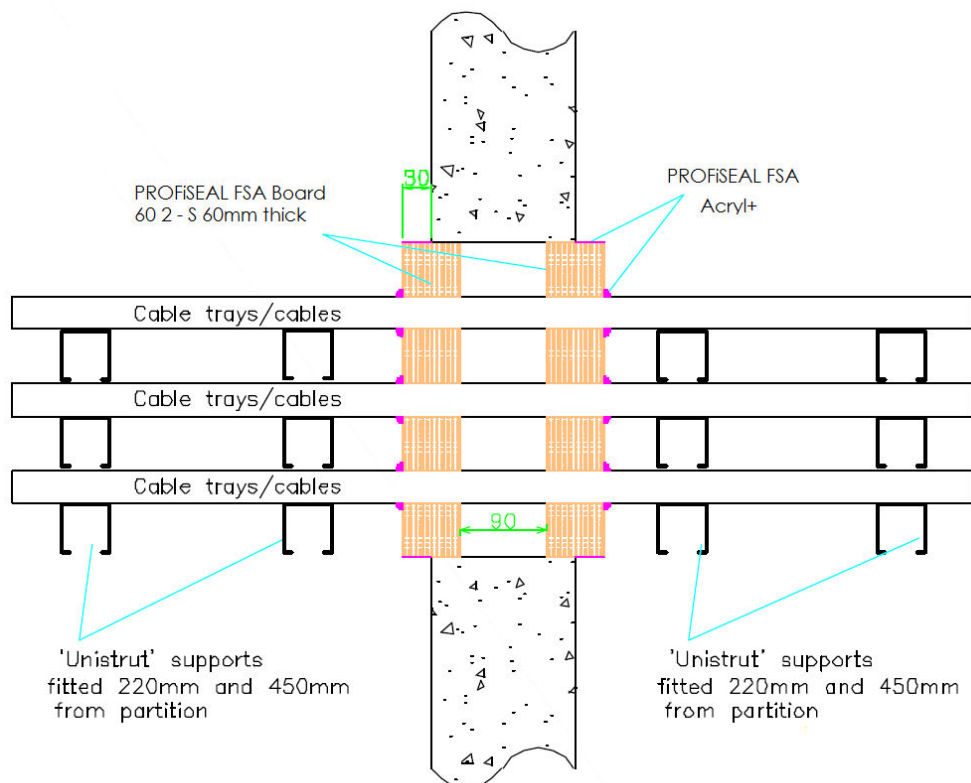 30
PROFiSEAL FSA Board
60 2 - S 60mm thick
PROFiSEAL FSA
Acryl+
Cable trays/cables
Cable trays/cables
Cable trays/cables
90
'Unistrut' supports
fitted 220mm and 450mm
from partition
'Unistrut' supports
fitted 220mm and 450mm
from partition